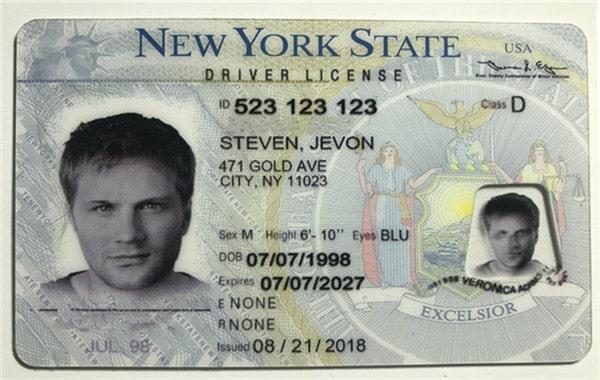 NEW YORK STATE
USA
DRIVER LICENSE
ID 523 123 123
Class D
STEVEN, JEVON
471 GOLD AVE
CITY, NY 11023
Sex M Height 6'- 10" Eyes BLU
DOB 07/07/1998
Expires 07/07/2027
E NONE
R NONE
Issued 08 / 21 / 2018
JUL 98
VERONICA
EXCELSIOR